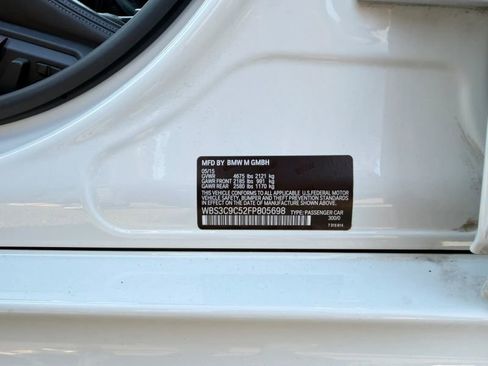 MFD BY BMW M GMBH
05/15
GVWR 4675 lbs 2121 kg
GAWR FRONT 2185 lbs 991 kg
GAWR REAR 2580 lbs 1170 kg
THIS VEHICLE CONFORMS TO ALL APPLICABLE U.S.FEDERAL MOTOR
VEHICLE SAFETY, BUMPER AND THEFT PREVENTION STANDARDS
IN EFFECT ON THE DATE OF MANUFACTURE SHOWN ABOVE.
WBS3C9C52FP805698 TYPE: PASSENGER CAR
300/0